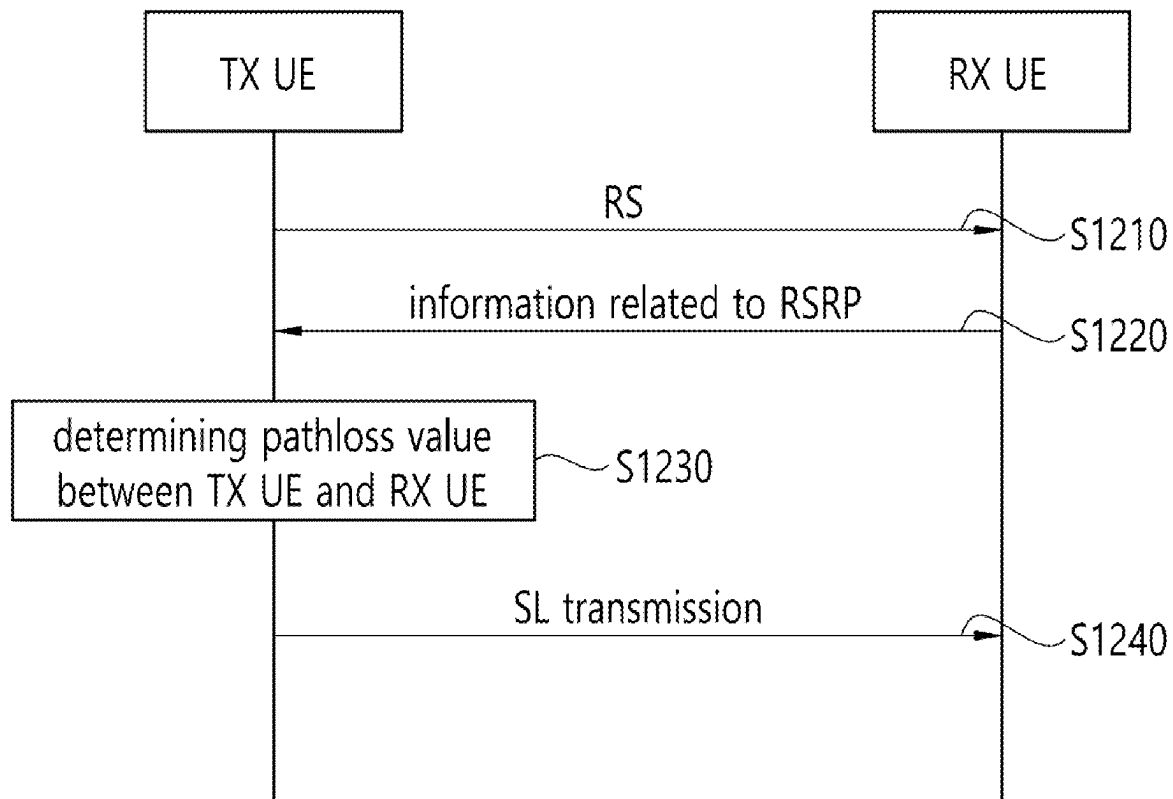 TX UE
RX UE
RS
S1210
information related to RSRP
S1220
determining pathloss value
between TX UE and RX UE
S1230
SL transmission
S1240